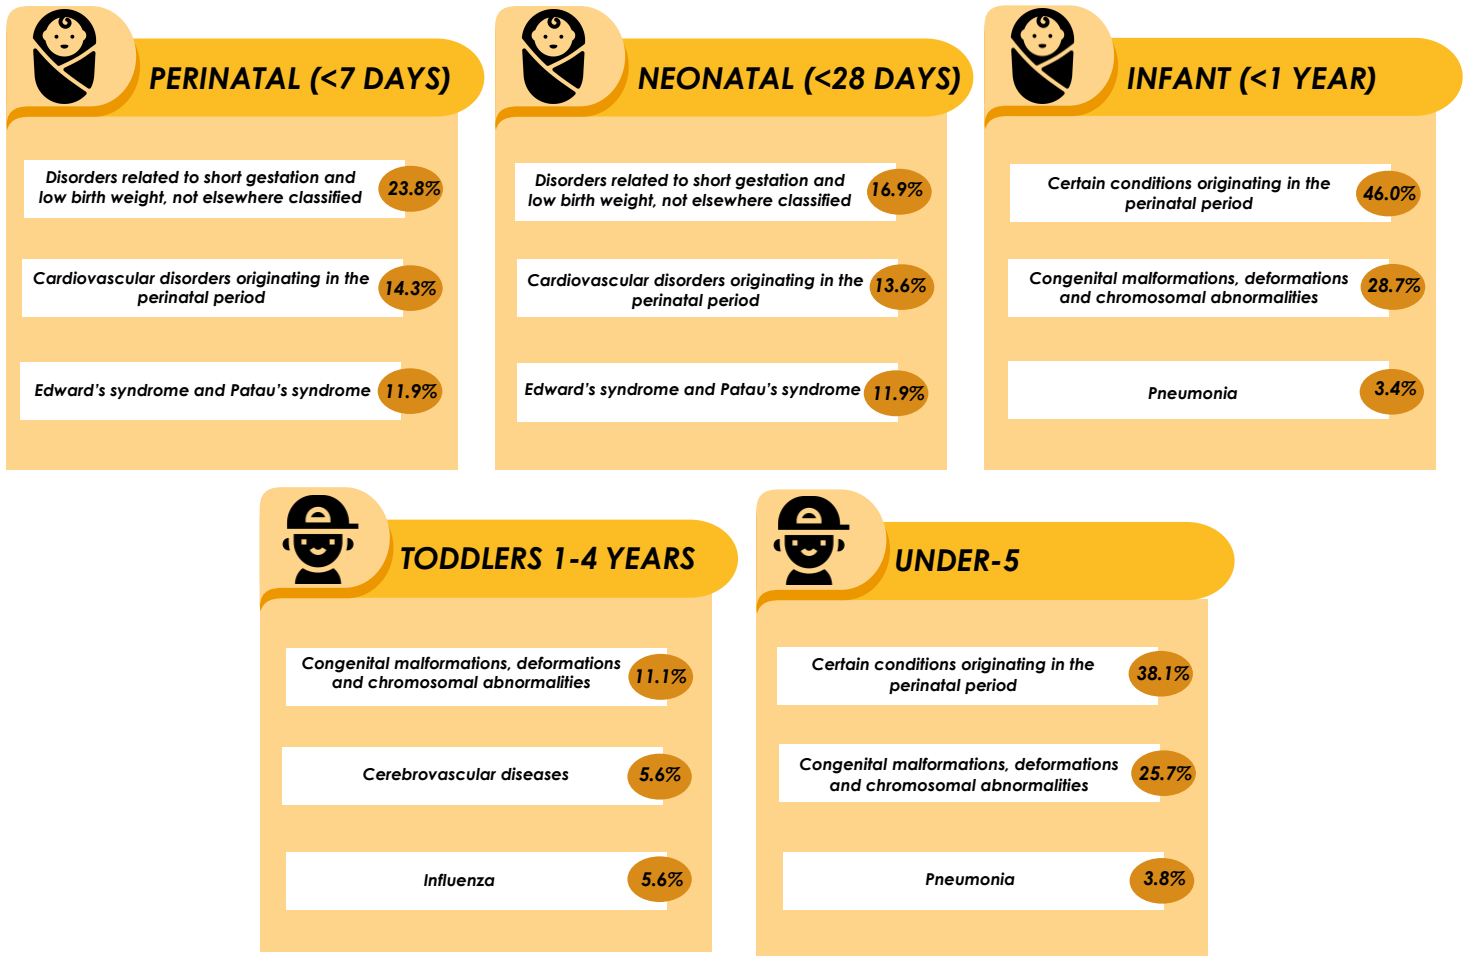 PERINATAL (<7 DAYS)
Disorders related to short gestation and
low birth weight, not elsewhere classified
23.8%
Cardiovascular disorders originating in the
perinatal period
14.3%
Edward's syndrome and Patau's syndrome
11.9%
NEONATAL (<28 DAYS)
Disorders related to short gestation and
low birth weight, not elsewhere classified
16.9%
Cardiovascular disorders originating in the
perinatal period
13.6%
Edward's syndrome and Patau's syndrome
11.9%
INFANT (<1 YEAR)
Certain conditions originating in the
perinatal period
46.0%
Congenital malformations, deformations
and chromosomal abnormalities
28.7%
Pneumonia
3.4%
TODDLERS 1-4 YEARS
Congenital malformations, deformations
and chromosomal abnormalities
11.1%
Cerebrovascular diseases
5.6%
Influenza
5.6%
UNDER-5
Certain conditions originating in the
perinatal period
38.1%
Congenital malformations, deformations
and chromosomal abnormalities
25.7%
Pneumonia
3.8%